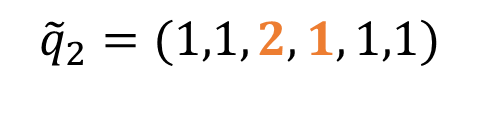 q̃₂ = (1,1, 2, 1, 1,1)